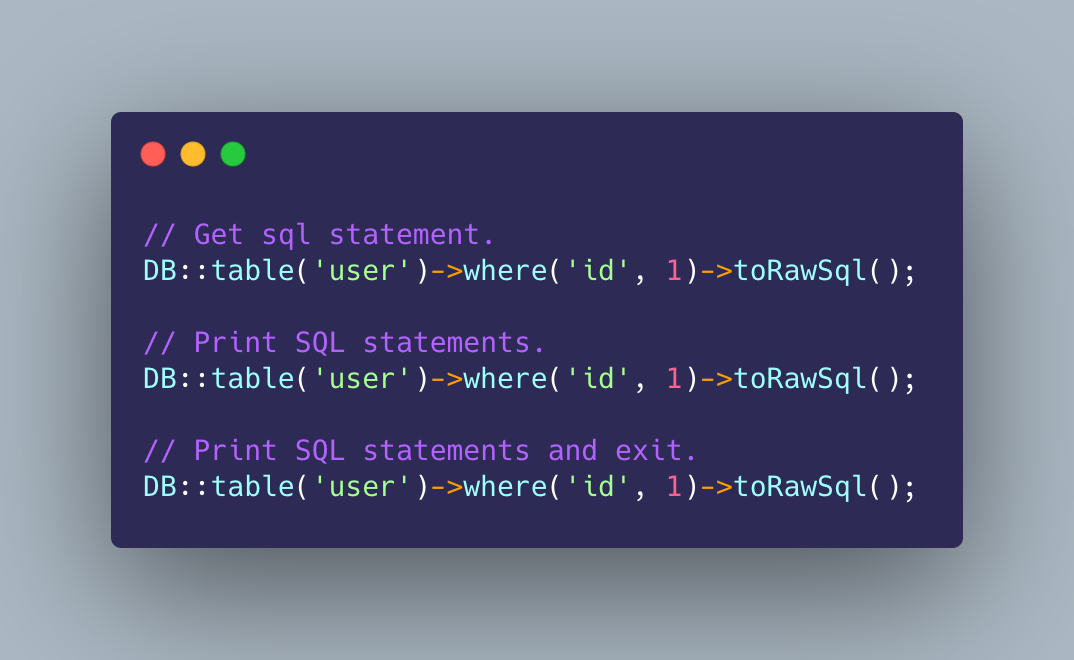 // Get sql statement.
DB::table('user')->where('id', 1)->toRawSql();
// Print SQL statements.
DB::table('user')->where('id', 1)->toRawSql();
// Print SQL statements and exit.
DB::table('user')->where('id', 1)->toRawSql();